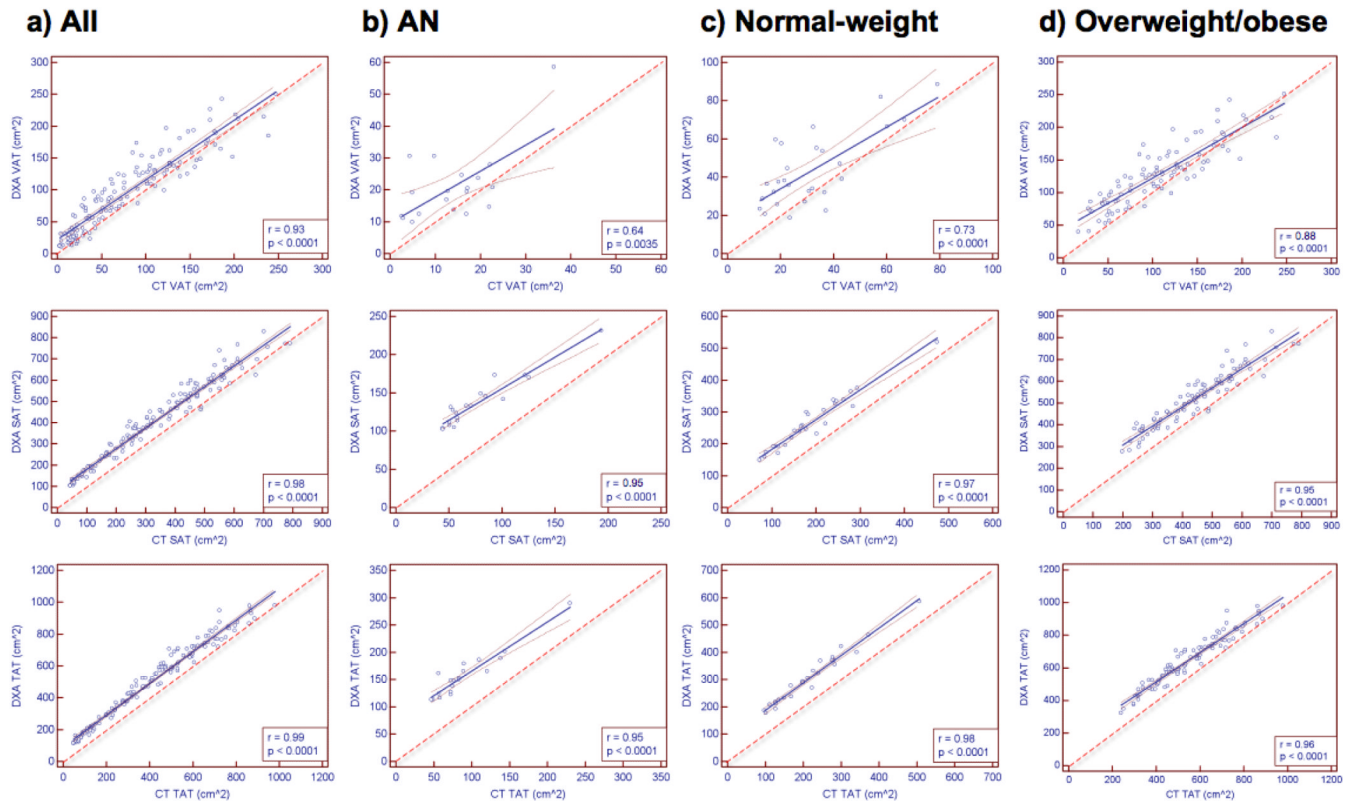 a) All
b) AN
c) Normal-weight
d) Overweight/obese
DXA VAT (cm^2)
300
250
200
150
100
50
0
0 50 100 150 200 250 300
CT VAT (cm^2)
r = 0.93
p < 0.0001
DXA VAT (cm^2)
60
50
40
30
20
10
0
0 10 20 30 40 50 60
CT VAT (cm^2)
r = 0.64
p = 0.0035
DXA VAT (cm^2)
100
80
60
40
20
0
0 20 40 60 80 100
CT VAT (cm^2)
r = 0.73
p < 0.0001
DXA VAT (cm^2)
300
250
200
150
100
50
0
0 50 100 150 200 250 300
CT VAT (cm^2)
r = 0.88
p < 0.0001
DXA SAT (cm^2)
900
800
700
600
500
400
300
200
100
0
0 100 200 300 400 500 600 700 800 900
CT SAT (cm^2)
r = 0.98
p < 0.0001
DXA SAT (cm^2)
250
200
150
100
50
0
0 50 100 150 200 250
CT SAT (cm^2)
r = 0.95
p < 0.0001
DXA SAT (cm^2)
600
500
400
300
200
100
0
0 100 200 300 400 500 600
CT SAT (cm^2)
r = 0.97
p < 0.0001
DXA SAT (cm^2)
900
800
700
600
500
400
300
200
100
0
0 100 200 300 400 500 600 700 800 900
CT SAT (cm^2)
r = 0.95
p < 0.0001
DXA TAT (cm^2)
1200
1000
800
600
400
200
0
0 200 400 600 800 1000 1200
CT TAT (cm^2)
r = 0.99
p < 0.0001
DXA TAT (cm^2)
350
300
250
200
150
100
50
0
0 50 100 150 200 250 300 350
CT TAT (cm^2)
r = 0.95
p < 0.0001
DXA TAT (cm^2)
700
600
500
400
300
200
100
0
0 100 200 300 400 500 600 700
CT TAT (cm^2)
r = 0.98
p < 0.0001
DXA TAT (cm^2)
1200
1000
800
600
400
200
0
0 200 400 600 800 1000 1200
CT TAT (cm^2)
r = 0.96
p < 0.0001